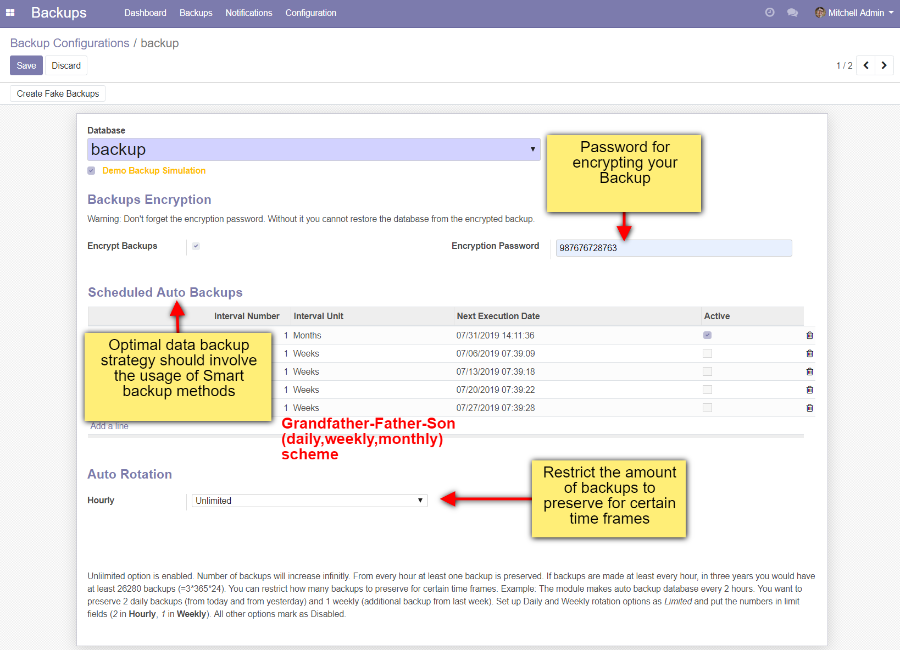 Backups Dashboard Backups Notifications Configuration Mitchell Admin
Backup Configurations / backup
Save Discard 1 / 2
Create Fake Backups
Database
backup
Demo Backup Simulation
Password for
encrypting your
Backup
Backups Encryption
Warning: Don't forget the encryption password. Without it you cannot restore the database from the encrypted backup.
Encrypt Backups Encryption Password 987676728763
Scheduled Auto Backups
Interval Number Interval Unit Next Execution Date Active
1 Months 07/31/2019 14:11:36
1 Weeks 07/06/2019 07:39:09
1 Weeks 07/13/2019 07:39:18
1 Weeks 07/20/2019 07:39:22
1 Weeks 07/27/2019 07:39:28
Optimal data backup
strategy should involve
the usage of Smart
backup methods
Add a line
Grandfather-Father-Son
(daily,weekly,monthly)
scheme
Auto Rotation
Hourly Unlimited
Restrict the amount
of backups to
preserve for certain
time frames
Unlilmited option is enabled. Number of backups will increase infinitly. From every hour at least one backup is preserved. If backups are made at least every hour, in three years you would have
at least 26280 backups (=3*365*24). You can restrict how many backups to preserve for certain time frames. Example. The module makes auto backup database every 2 hours. You want to
preserve 2 daily backups (from today and from yesterday) and 1 weekly (additional backup from last week). Set up Daily and Weekly rotation options as Limited and put the numbers in limit
fields (2 in Hourly, 1 in Weekly). All other options mark as Disabled.